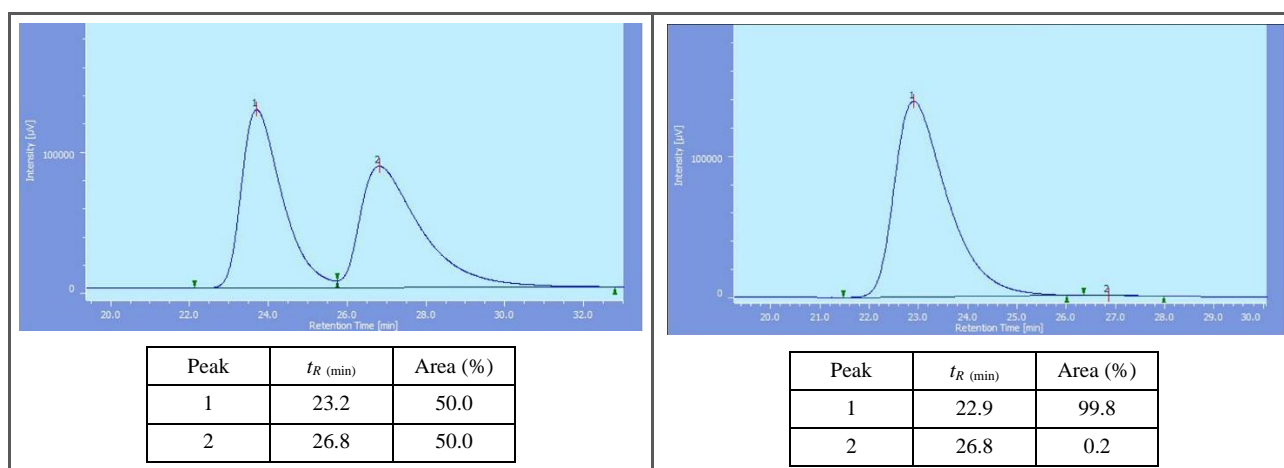 1
2
Intensity [µV]
100000
0
20.0 22.0 24.0 26.0 28.0 30.0 32.0
Retention Time [min]
Peak tR (min) Area (%)
1 23.2 50.0
2 26.8 50.0
1
2
Intensity [µV]
100000
0
20.0 21.0 22.0 23.0 24.0 25.0 26.0 27.0 28.0 29.0 30.0
Retention Time [min]
Peak tR (min) Area (%)
1 22.9 99.8
2 26.8 0.2